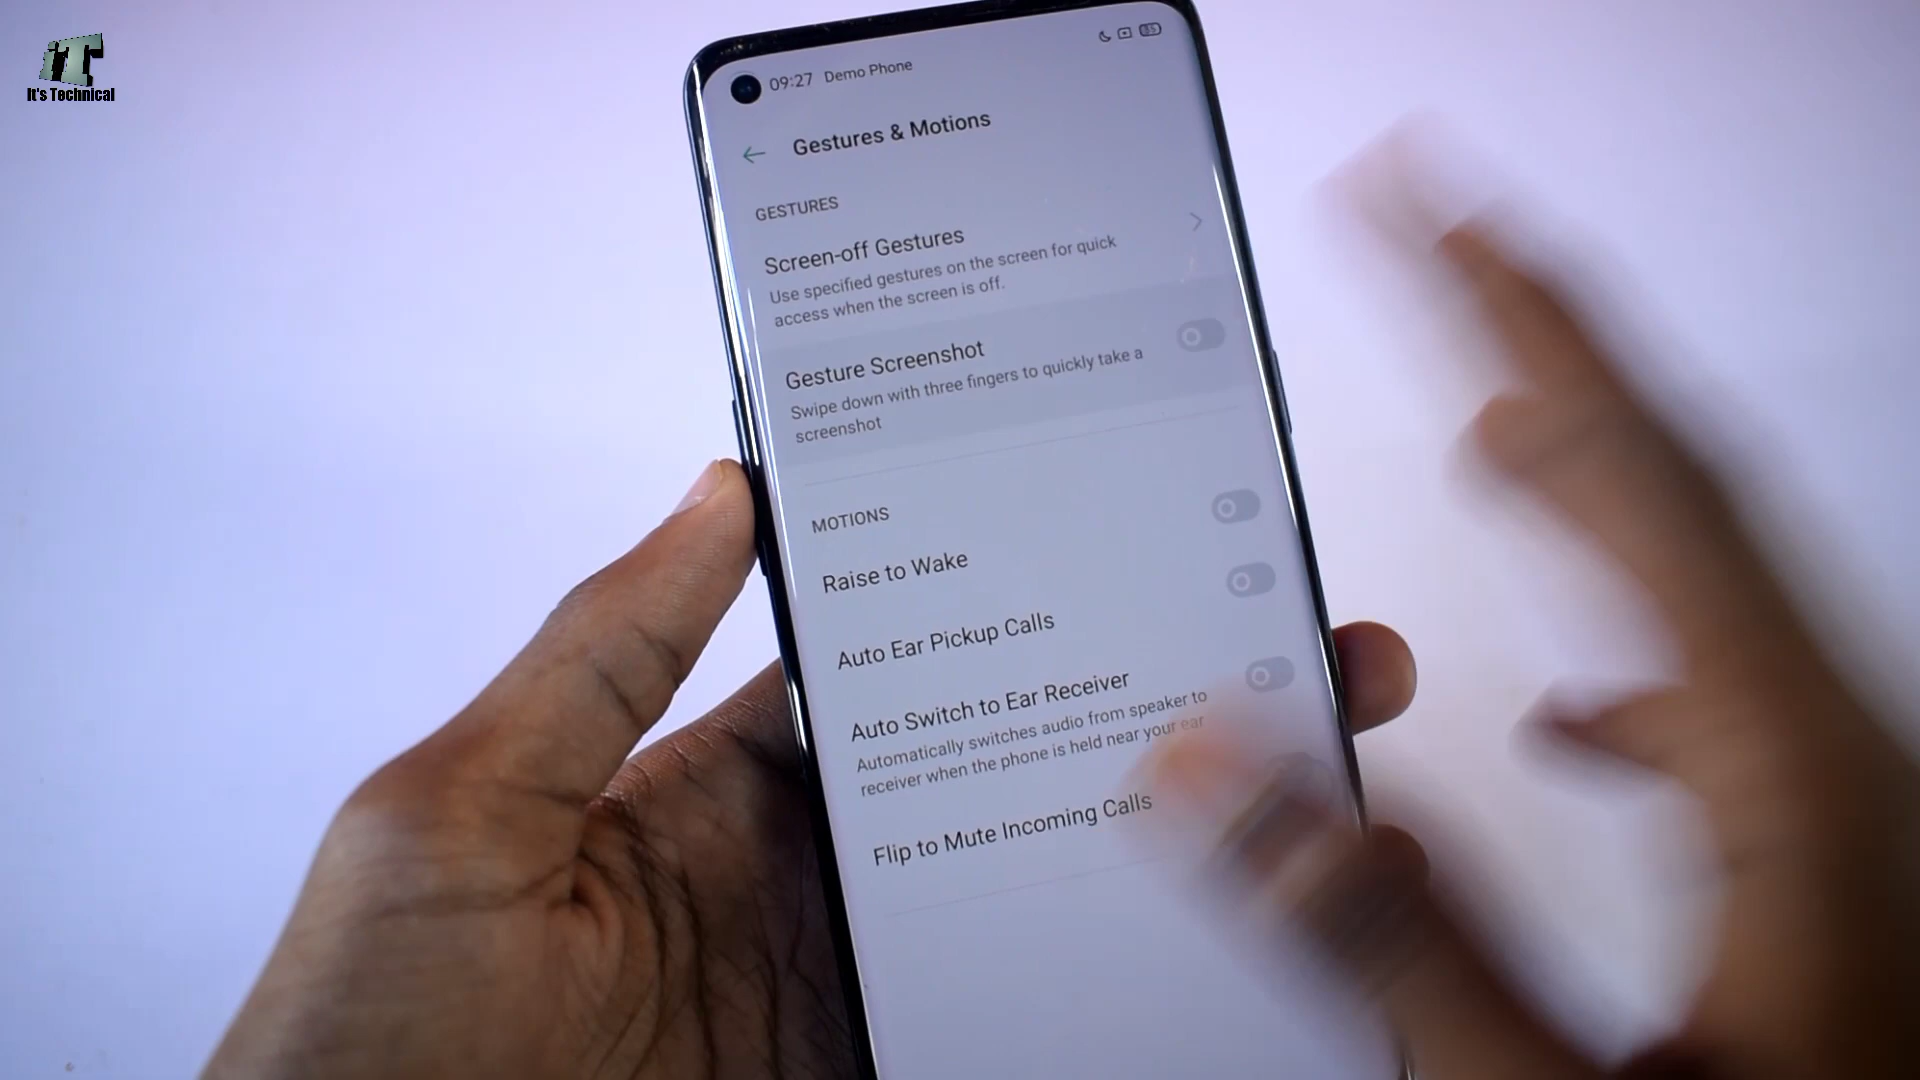 iT
It's Technical
09:27 Demo Phone
35
Gestures & Motions
GESTURES
Screen-off Gestures
Use specified gestures on the screen for quick
access when the screen is off.
Gesture Screenshot
Swipe down with three fingers to quickly take a
screenshot
MOTIONS
Raise to Wake
Auto Ear Pickup Calls
Auto Switch to Ear Receiver
Automatically switches audio from speaker to
receiver when the phone is held near your ear
Flip to Mute Incoming Calls